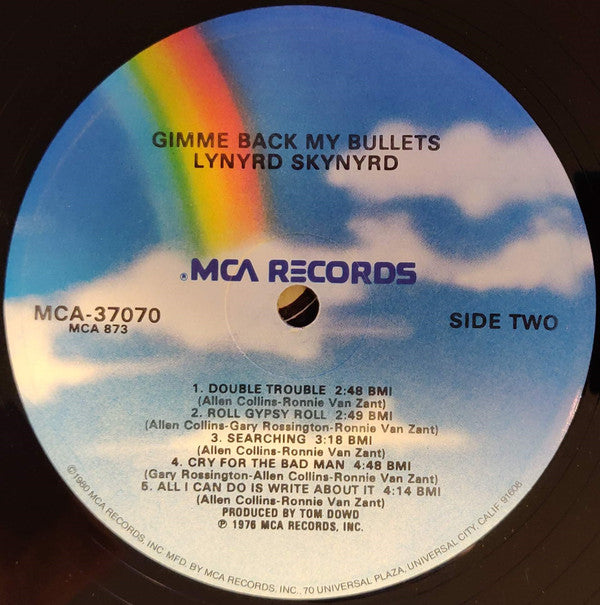 GIMME BACK MY BULLETS
LYNYRD SKYNYRD
® MCA RECORDS
MCA-37070
MCA 873
SIDE TWO
1. DOUBLE TROUBLE 2:48 BMI
(Allen Collins-Ronnie Van Zant)
2. ROLL GYPSY ROLL 2:49 BMI
(Allen Collins-Gary Rossington-Ronnie Van Zant)
3. SEARCHING 3:18 BMI
(Allen Collins-Ronnie Van Zant)
4. CRY FOR THE BAD MAN 4:48 BMI
(Gary Rossington-Allen Collins-Ronnie Van Zant)
5. ALL I CAN DO IS WRITE ABOUT IT 4:14 BMI
(Allen Collins-Ronnie Van Zant)
PRODUCED BY TOM DOWD
℗ 1976 MCA RECORDS, INC.
©1980 MCA RECORDS, INC. MFD. BY MCA RECORDS, INC., 70 UNIVERSAL PLAZA, UNIVERSAL CITY, CALIF. 91608